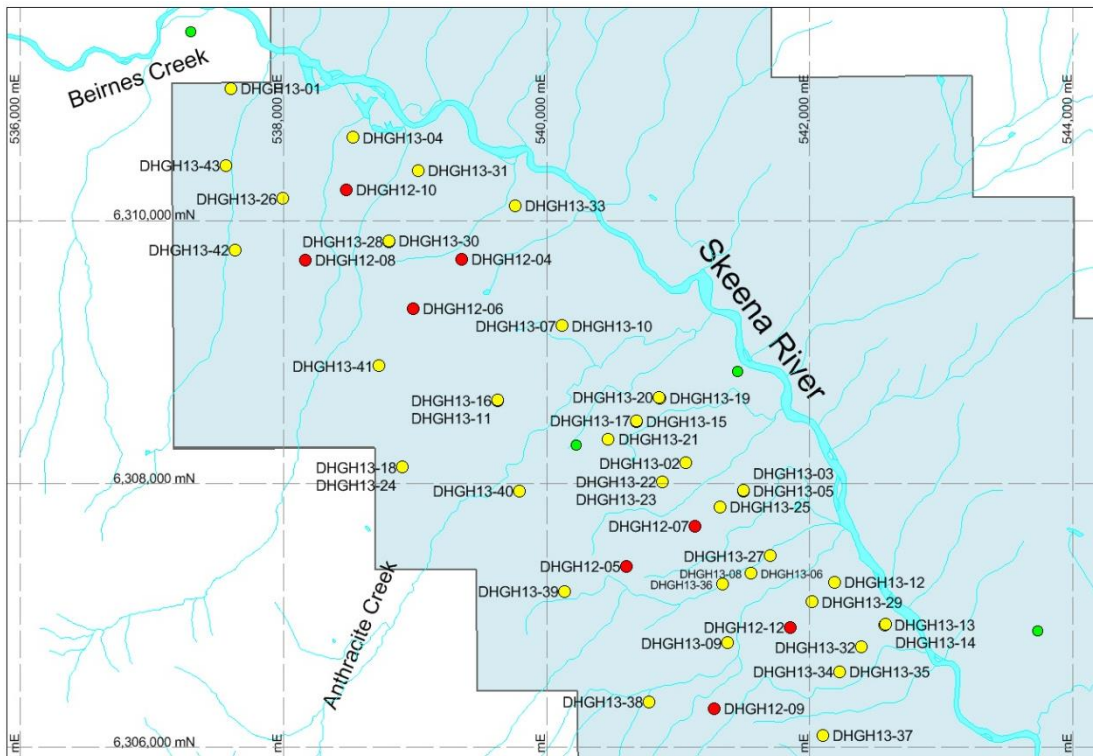 Beirnes Creek
536,000 mE
538,000 mE
540,000 mE
542,000 mE
544,000 mE
DHGH13-01
DHGH13-04
DHGH13-43
DHGH13-31
DHGH12-10
DHGH13-26
DHGH13-33
6,310,000 mN
DHGH13-28
DHGH13-30
DHGH13-42
DHGH12-08
DHGH12-04
Skeena River
DHGH12-06
DHGH13-07
DHGH13-10
DHGH13-41
DHGH13-16
DHGH13-11
DHGH13-20
DHGH13-19
DHGH13-17
DHGH13-15
DHGH13-21
DHGH13-18
DHGH13-24
DHGH13-02
6,308,000 mN
DHGH13-03
DHGH13-05
DHGH13-22
DHGH13-23
DHGH13-40
DHGH13-25
DHGH12-07
DHGH13-27
DHGH12-05
DHGH13-08
DHGH13-06
DHGH13-36
DHGH13-12
DHGH13-39
DHGH13-29
Anthracite Creek
DHGH12-12
DHGH13-13
DHGH13-14
DHGH13-09
DHGH13-32
DHGH13-34
DHGH13-35
DHGH13-38
DHGH12-09
DHGH13-37
6,306,000 mN
mE
mE
mE
mE
mE